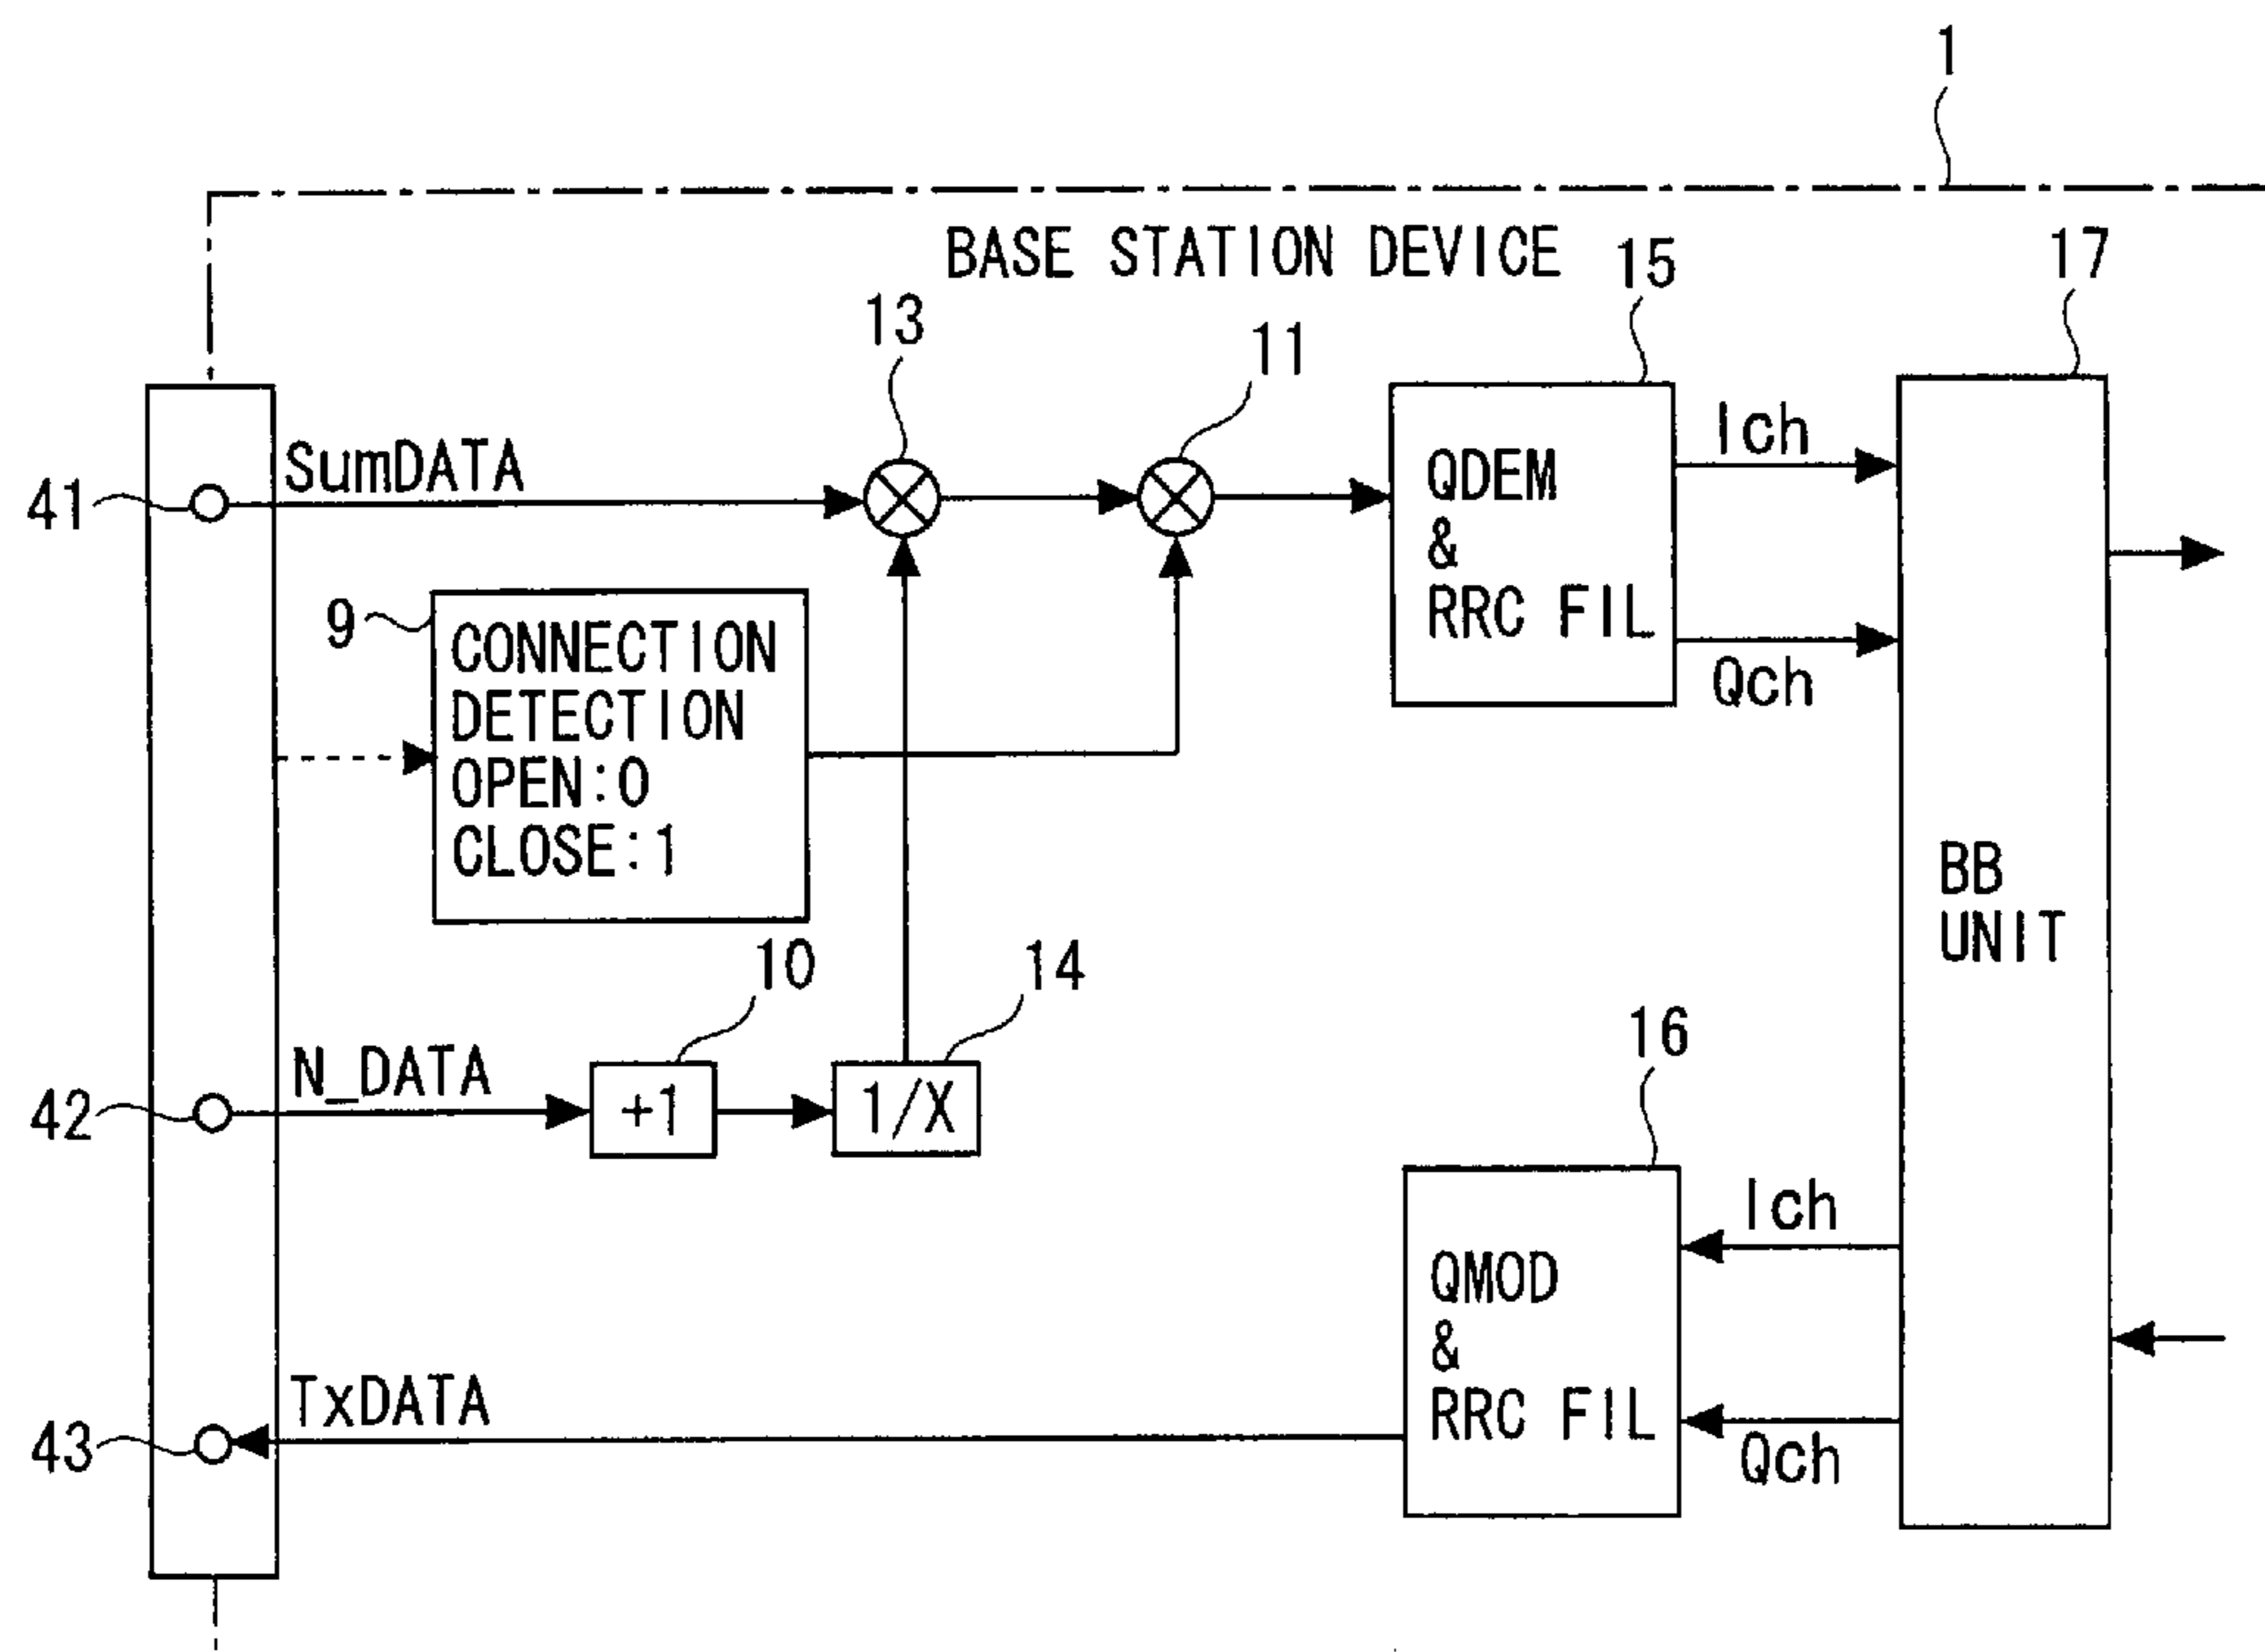 1
BASE STATION DEVICE
15
17
13
11
SumDATA
41
Ich
QDEM
&
RRC FIL
Qch
9
CONNECTION
DETECTION
OPEN:0
CLOSE:1
BB
UNIT
10
14
16
N_DATA
42
+1
1/X
Ich
QMOD
&
RRC FIL
Qch
TxDATA
43